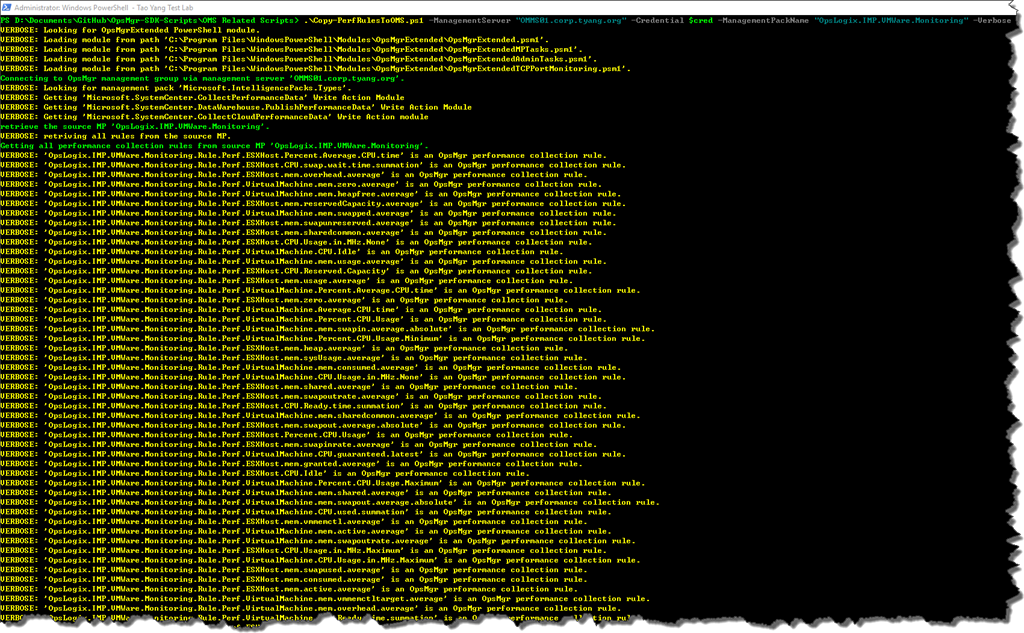 Administrator: Windows PowerShell - Tao Yang Test Lab
PS D:\Documents\GitHub\OpsMgr-SDK-Scripts\OMS Related Scripts> .\Copy-PerfRulesToOMS.ps1 -ManagementServer "OMMS01.corp.tyang.org" -Credential $cred -ManagementPackName "OpsLogix.IMP.VMWare.Monitoring" -Verbose
VERBOSE: Looking for OpsMgrExtended PowerShell module.
VERBOSE: Loading module from path 'C:\Program Files\WindowsPowerShell\Modules\OpsMgrExtended\OpsMgrExtended.psm1'.
VERBOSE: Loading module from path 'C:\Program Files\WindowsPowerShell\Modules\OpsMgrExtended\OpsMgrExtendedMPTasks.psm1'.
VERBOSE: Loading module from path 'C:\Program Files\WindowsPowerShell\Modules\OpsMgrExtended\OpsMgrExtendedAdminTasks.psm1'.
VERBOSE: Loading module from path 'C:\Program Files\WindowsPowerShell\Modules\OpsMgrExtended\OpsMgrExtendedTCPPortMonitoring.psm1'.
Connecting to OpsMgr management group via management server 'OMMS01.corp.tyang.org'.
VERBOSE: Looking for management pack 'Microsoft.IntelligencePacks.Types'.
VERBOSE: Getting 'Microsoft.SystemCenter.CollectPerformanceData' Write Action Module
VERBOSE: Getting 'Microsoft.SystemCenter.DataWarehouse.PublishPerformanceData' Write Action Module
VERBOSE: Getting 'Microsoft.SystemCenter.CollectCloudPerformanceData' Write Action module
retrieve the source MP 'OpsLogix.IMP.VMWare.Monitoring'.
VERBOSE: retriving all rules from the source MP.
Getting all performance collection rules from source MP 'OpsLogix.IMP.VMWare.Monitoring'.
VERBOSE: 'OpsLogix.IMP.VMWare.Monitoring.Rule.Perf.ESXHost.Percent.Average.CPU.time' is an OpsMgr performance collection rule.
VERBOSE: 'OpsLogix.IMP.VMWare.Monitoring.Rule.Perf.ESXHost.CPU.swap.wait.time.summation' is an OpsMgr performance collection rule.
VERBOSE: 'OpsLogix.IMP.VMWare.Monitoring.Rule.Perf.ESXHost.mem.overhead.average' is an OpsMgr performance collection rule.
VERBOSE: 'OpsLogix.IMP.VMWare.Monitoring.Rule.Perf.VirtualMachine.mem.zero.average' is an OpsMgr performance collection rule.
VERBOSE: 'OpsLogix.IMP.VMWare.Monitoring.Rule.Perf.VirtualMachine.mem.heapfree.average' is an OpsMgr performance collection rule.
VERBOSE: 'OpsLogix.IMP.VMWare.Monitoring.Rule.Perf.ESXHost.mem.reservedCapacity.average' is an OpsMgr performance collection rule.
VERBOSE: 'OpsLogix.IMP.VMWare.Monitoring.Rule.Perf.VirtualMachine.mem.swapped.average' is an OpsMgr performance collection rule.
VERBOSE: 'OpsLogix.IMP.VMWare.Monitoring.Rule.Perf.ESXHost.mem.swapunreserved.average' is an OpsMgr performance collection rule.
VERBOSE: 'OpsLogix.IMP.VMWare.Monitoring.Rule.Perf.ESXHost.mem.sharedcommon.average' is an OpsMgr performance collection rule.
VERBOSE: 'OpsLogix.IMP.VMWare.Monitoring.Rule.Perf.ESXHost.CPU.Usage.in.MHz.None' is an OpsMgr performance collection rule.
VERBOSE: 'OpsLogix.IMP.VMWare.Monitoring.Rule.Perf.VirtualMachine.CPU.Idle' is an OpsMgr performance collection rule.
VERBOSE: 'OpsLogix.IMP.VMWare.Monitoring.Rule.Perf.VirtualMachine.mem.usage.average' is an OpsMgr performance collection rule.
VERBOSE: 'OpsLogix.IMP.VMWare.Monitoring.Rule.Perf.ESXHost.CPU.Reserved.Capacity' is an OpsMgr performance collection rule.
VERBOSE: 'OpsLogix.IMP.VMWare.Monitoring.Rule.Perf.ESXHost.mem.usage.average' is an OpsMgr performance collection rule.
VERBOSE: 'OpsLogix.IMP.VMWare.Monitoring.Rule.Perf.VirtualMachine.Percent.Average.CPU.time' is an OpsMgr performance collection rule.
VERBOSE: 'OpsLogix.IMP.VMWare.Monitoring.Rule.Perf.ESXHost.mem.zero.average' is an OpsMgr performance collection rule.
VERBOSE: 'OpsLogix.IMP.VMWare.Monitoring.Rule.Perf.VirtualMachine.Average.CPU.time' is an OpsMgr performance collection rule.
VERBOSE: 'OpsLogix.IMP.VMWare.Monitoring.Rule.Perf.VirtualMachine.Percent.CPU.Usage' is an OpsMgr performance collection rule.
VERBOSE: 'OpsLogix.IMP.VMWare.Monitoring.Rule.Perf.VirtualMachine.mem.swapin.average.absolute' is an OpsMgr performance collection rule.
VERBOSE: 'OpsLogix.IMP.VMWare.Monitoring.Rule.Perf.VirtualMachine.Percent.CPU.Usage.Minimum' is an OpsMgr performance collection rule.
VERBOSE: 'OpsLogix.IMP.VMWare.Monitoring.Rule.Perf.ESXHost.mem.heap.average' is an OpsMgr performance collection rule.
VERBOSE: 'OpsLogix.IMP.VMWare.Monitoring.Rule.Perf.ESXHost.mem.sysUsage.average' is an OpsMgr performance collection rule.
VERBOSE: 'OpsLogix.IMP.VMWare.Monitoring.Rule.Perf.VirtualMachine.mem.consumed.average' is an OpsMgr performance collection rule.
VERBOSE: 'OpsLogix.IMP.VMWare.Monitoring.Rule.Perf.VirtualMachine.CPU.Usage.in.MHz.None' is an OpsMgr performance collection rule.
VERBOSE: 'OpsLogix.IMP.VMWare.Monitoring.Rule.Perf.ESXHost.mem.shared.average' is an OpsMgr performance collection rule.
VERBOSE: 'OpsLogix.IMP.VMWare.Monitoring.Rule.Perf.ESXHost.mem.swapoutrate.average' is an OpsMgr performance collection rule.
VERBOSE: 'OpsLogix.IMP.VMWare.Monitoring.Rule.Perf.ESXHost.CPU.Ready.time.summation' is an OpsMgr performance collection rule.
VERBOSE: 'OpsLogix.IMP.VMWare.Monitoring.Rule.Perf.VirtualMachine.mem.sharedcommon.average' is an OpsMgr performance collection rule.
VERBOSE: 'OpsLogix.IMP.VMWare.Monitoring.Rule.Perf.ESXHost.mem.swapout.average.absolute' is an OpsMgr performance collection rule.
VERBOSE: 'OpsLogix.IMP.VMWare.Monitoring.Rule.Perf.ESXHost.Percent.CPU.Usage' is an OpsMgr performance collection rule.
VERBOSE: 'OpsLogix.IMP.VMWare.Monitoring.Rule.Perf.ESXHost.mem.swapinrate.average' is an OpsMgr performance collection rule.
VERBOSE: 'OpsLogix.IMP.VMWare.Monitoring.Rule.Perf.VirtualMachine.CPU.guaranteed.latest' is an OpsMgr performance collection rule.
VERBOSE: 'OpsLogix.IMP.VMWare.Monitoring.Rule.Perf.ESXHost.mem.granted.average' is an OpsMgr performance collection rule.
VERBOSE: 'OpsLogix.IMP.VMWare.Monitoring.Rule.Perf.ESXHost.CPU.Idle' is an OpsMgr performance collection rule.
VERBOSE: 'OpsLogix.IMP.VMWare.Monitoring.Rule.Perf.VirtualMachine.Percent.CPU.Usage.Maximum' is an OpsMgr performance collection rule.
VERBOSE: 'OpsLogix.IMP.VMWare.Monitoring.Rule.Perf.VirtualMachine.mem.shared.average' is an OpsMgr performance collection rule.
VERBOSE: 'OpsLogix.IMP.VMWare.Monitoring.Rule.Perf.VirtualMachine.mem.swapout.average.absolute' is an OpsMgr performance collection rule.
VERBOSE: 'OpsLogix.IMP.VMWare.Monitoring.Rule.Perf.VirtualMachine.CPU.used.summation' is an OpsMgr performance collection rule.
VERBOSE: 'OpsLogix.IMP.VMWare.Monitoring.Rule.Perf.ESXHost.mem.vmmemctl.average' is an OpsMgr performance collection rule.
VERBOSE: 'OpsLogix.IMP.VMWare.Monitoring.Rule.Perf.VirtualMachine.mem.active.average' is an OpsMgr performance collection rule.
VERBOSE: 'OpsLogix.IMP.VMWare.Monitoring.Rule.Perf.VirtualMachine.mem.swapoutrate.average' is an OpsMgr performance collection rule.
VERBOSE: 'OpsLogix.IMP.VMWare.Monitoring.Rule.Perf.ESXHost.CPU.Usage.in.MHz.Maximum' is an OpsMgr performance collection rule.
VERBOSE: 'OpsLogix.IMP.VMWare.Monitoring.Rule.Perf.VirtualMachine.CPU.Usage.in.MHz.Maximum' is an OpsMgr performance collection rule.
VERBOSE: 'OpsLogix.IMP.VMWare.Monitoring.Rule.Perf.ESXHost.mem.swapused.average' is an OpsMgr performance collection rule.
VERBOSE: 'OpsLogix.IMP.VMWare.Monitoring.Rule.Perf.ESXHost.mem.consumed.average' is an OpsMgr performance collection rule.
VERBOSE: 'OpsLogix.IMP.VMWare.Monitoring.Rule.Perf.ESXHost.mem.active.average' is an OpsMgr performance collection rule.
VERBOSE: 'OpsLogix.IMP.VMWare.Monitoring.Rule.Perf.VirtualMachine.mem.vmmemctltarget.average' is an OpsMgr performance collection rule.
VERBOSE: 'OpsLogix.IMP.VMWare.Monitoring.Rule.Perf.VirtualMachine.mem.overhead.average' is an OpsMgr performance collection rule.
VERBOSE: 'OpsLogix.IMP.VMWare.Monitoring.Rule.Perf.VirtualMachine Ready.time.summation' is an OpsMgr performance collection